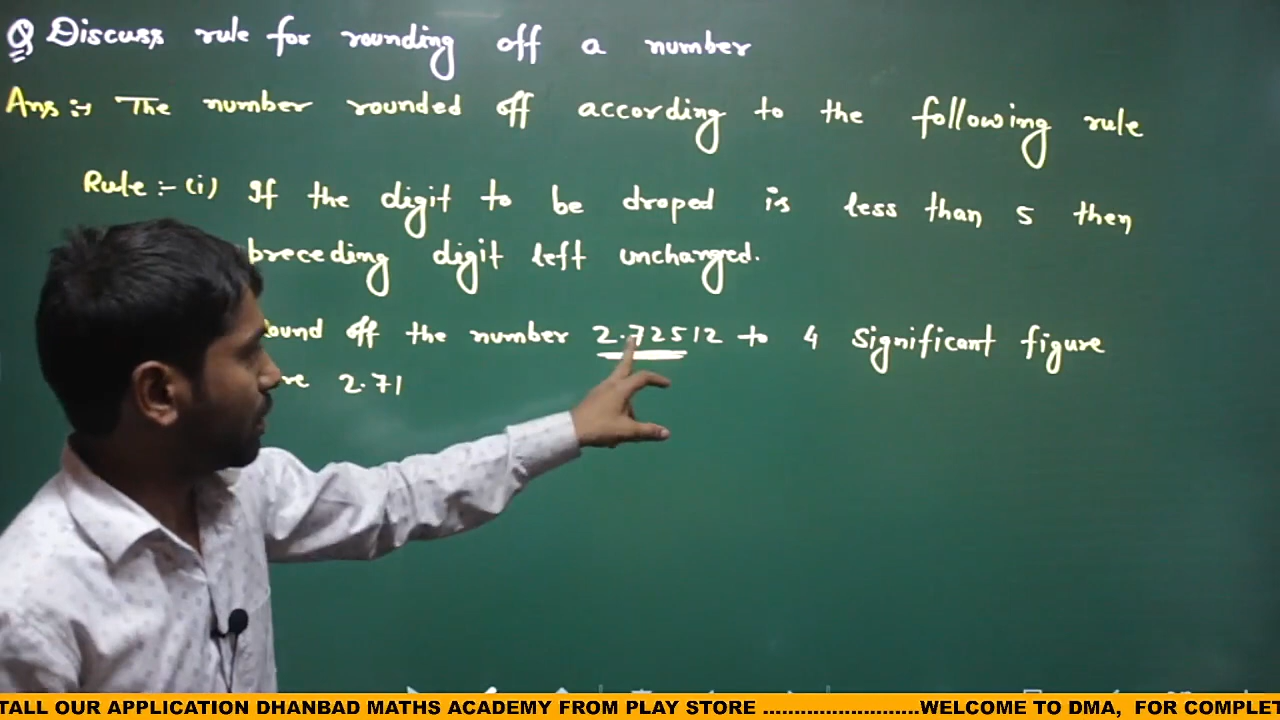 Q Discuss rule for rounding off a number
Ans :- The number rounded off according to the following rule
Rule :- (i) If the digit to be droped is less than 5 then
preceding digit left unchanged.
off the number 2.72512 to 4 significant figure
2.71
TALL OUR APPLICATION DHANBAD MATHS ACADEMY FROM PLAY STORE ..........................WELCOME TO DMA, FOR COMPLET